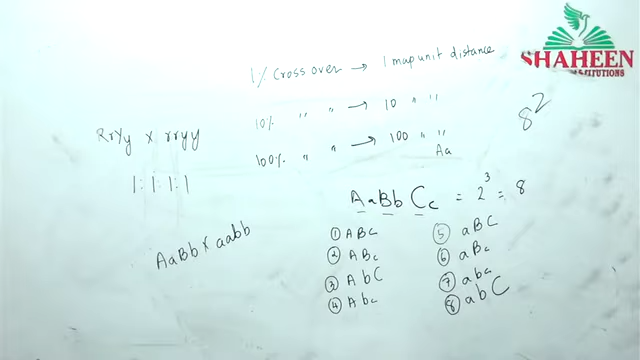 SHAHEEN
INSTITUTIONS
1% Cross over → 1 map unit distance
10% " " → 10 " "
100% " " → 100 " "
8²
RrYy x rryy
1:1:1:1
Aa
AaBbCc = 2³ = 8
AaBb x aabb
① ABC
② ABc
③ AbC
④ Abc
⑤ aBC
⑥ aBc
⑦ abc
⑧ abC